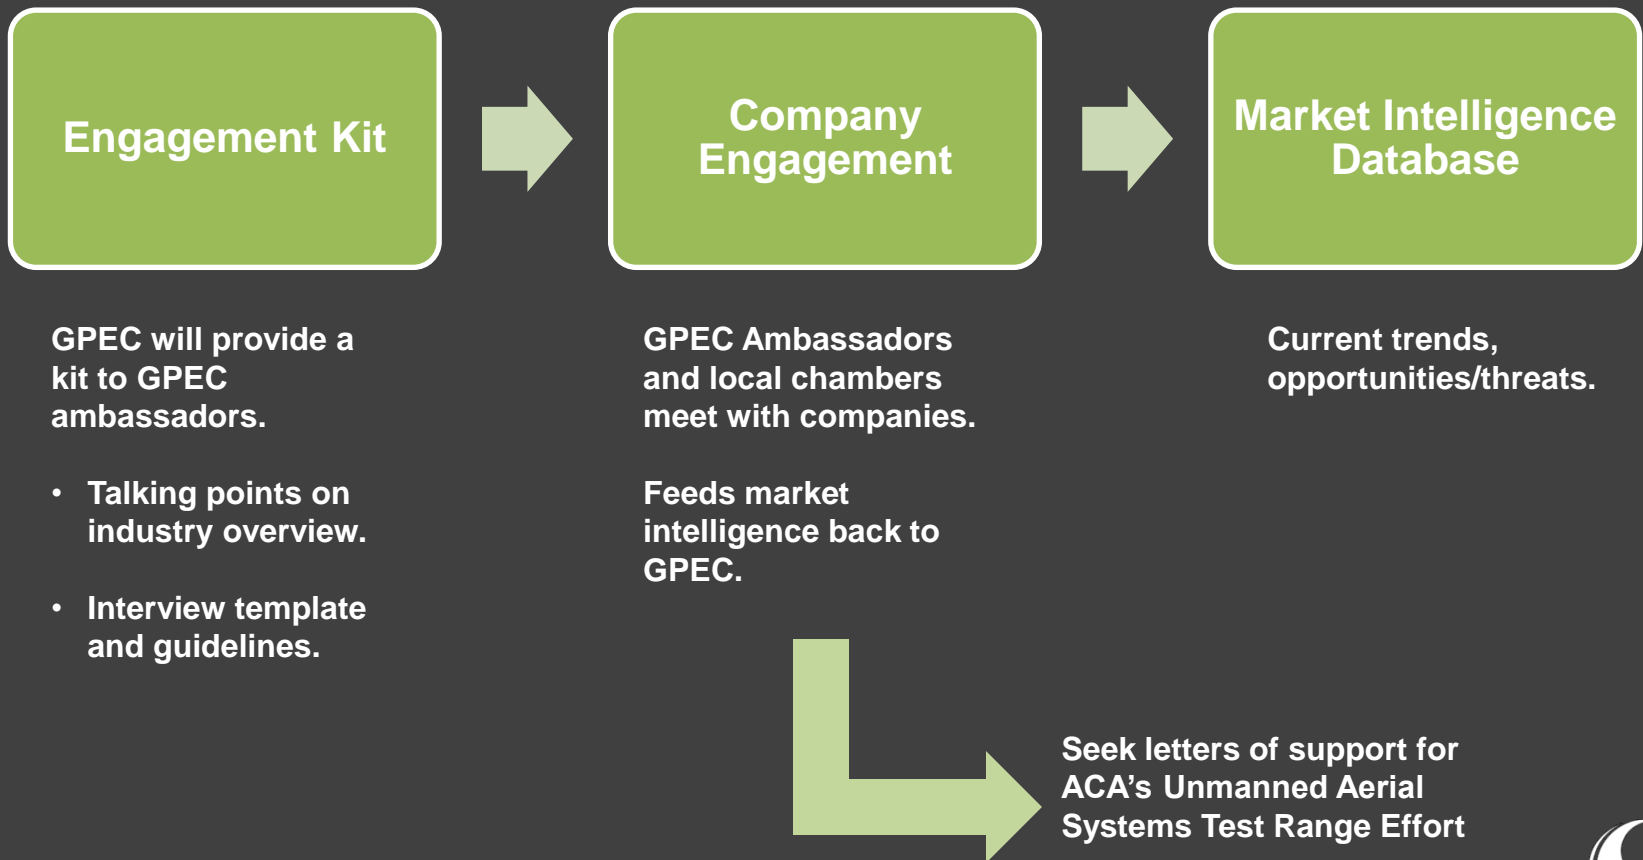 Engagement Kit
Company
Engagement
Market Intelligence
Database
GPEC will provide a
kit to GPEC
ambassadors.
• Talking points on
industry overview.
• Interview template
and guidelines.
GPEC Ambassadors
and local chambers
meet with companies.
Feeds market
intelligence back to
GPEC.
Current trends,
opportunities/threats.
Seek letters of support for
ACA’s Unmanned Aerial
Systems Test Range Effort